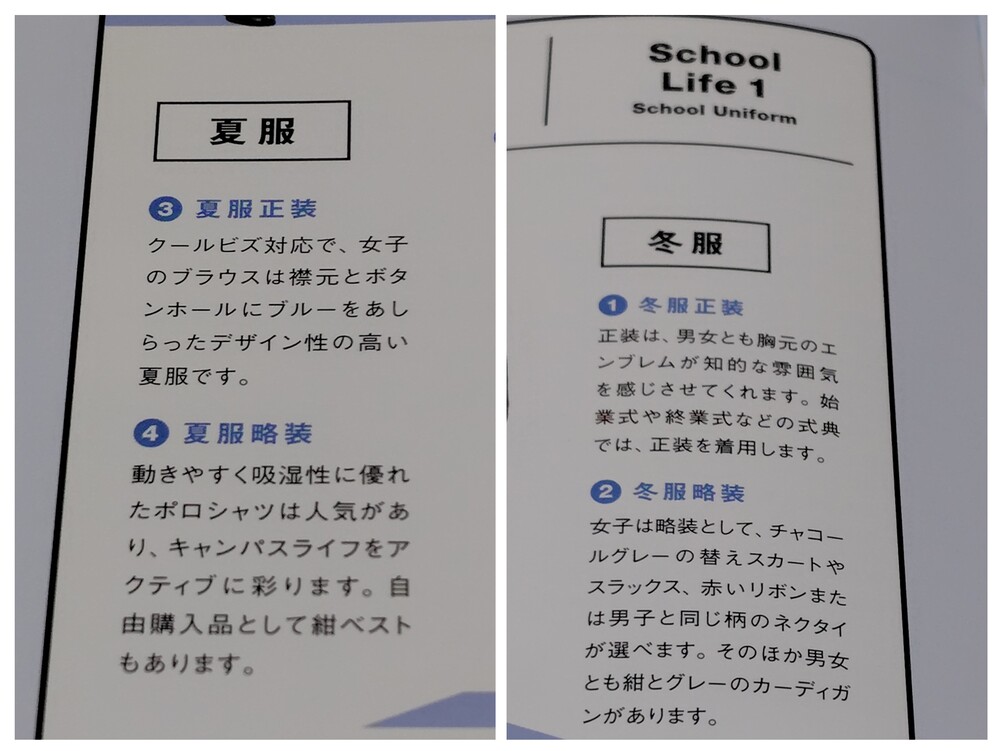 夏服
3 夏服正装
クールビズ対応で、女子
のブラウスは襟元とボタ
ンホールにブルーをあし
らったデザイン性の高い
夏服です。
4 夏服略装
動きやすく吸湿性に優れ
たポロシャツは人気があ
り、キャンパスライフをア
クティブに彩ります。自
由購入品として紺ベスト
もあります。
School
Life 1
School Uniform
冬服
1 冬服正装
正装は、男女とも胸元のエ
ンブレムが知的な雰囲気
を感じさせてくれます。始
業式や終業式などの式典
では、正装を着用します。
2 冬服略装
女子は略装として、チャコー
ルグレーの替えスカートや
スラックス、赤いリボンまた
は男子と同じ柄のネクタイ
が選べます。そのほか男女
とも紺とグレーのカーディガ
ンがあります。